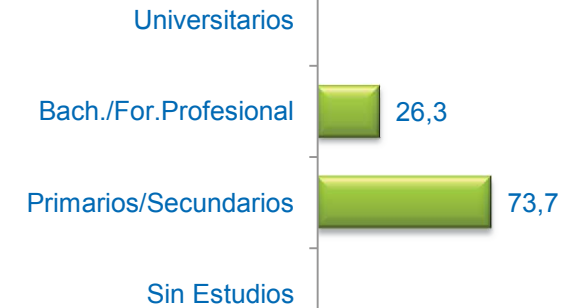 Universitarios
Bach./For.Profesional 26,3
Primarios/Secundarios 73,7
Sin Estudios